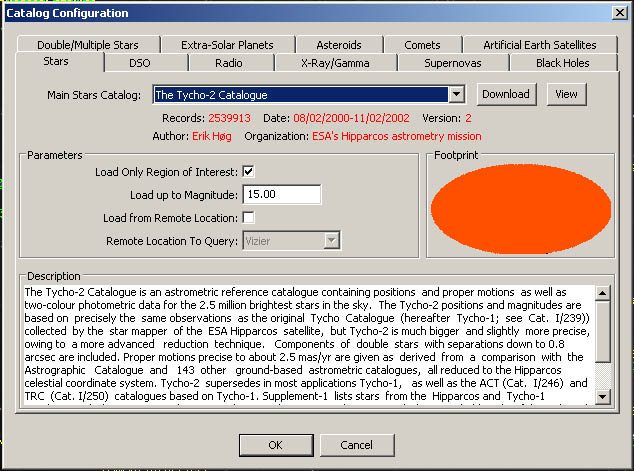 Catalog Configuration
Double/Multiple Stars Extra-Solar Planets Asteroids Comets Artificial Earth Satellites
Stars DSO Radio X-Ray/Gamma Supernovas Black Holes
Main Stars Catalog: The Tycho-2 Catalogue Download View
Records: 2539913 Date: 08/02/2000-11/02/2002 Version: 2
Author: Erik Høg Organization: ESA's Hipparcos astrometry mission
Parameters Footprint
Load Only Region of Interest:
Load up to Magnitude: 15.00
Load from Remote Location:
Remote Location To Query: Vizier
Description
The Tycho-2 Catalogue is an astrometric reference catalogue containing positions and proper motions as well as
two-colour photometric data for the 2.5 million brightest stars in the sky. The Tycho-2 positions and magnitudes are
based on precisely the same observations as the original Tycho Catalogue (hereafter Tycho-1; see Cat. I/239))
collected by the star mapper of the ESA Hipparcos satellite, but Tycho-2 is much bigger and slightly more precise,
owing to a more advanced reduction technique. Components of double stars with separations down to 0.8
arcsec are included. Proper motions precise to about 2.5 mas/yr are given as derived from a comparison with the
Astrographic Catalogue and 143 other ground-based astrometric catalogues, all reduced to the Hipparcos
celestial coordinate system. Tycho-2 supersedes in most applications Tycho-1, as well as the ACT (Cat. I/246) and
TRC (Cat. I/250) catalogues based on Tycho-1. Supplement-1 lists stars from the Hipparcos and Tycho-1
OK Cancel